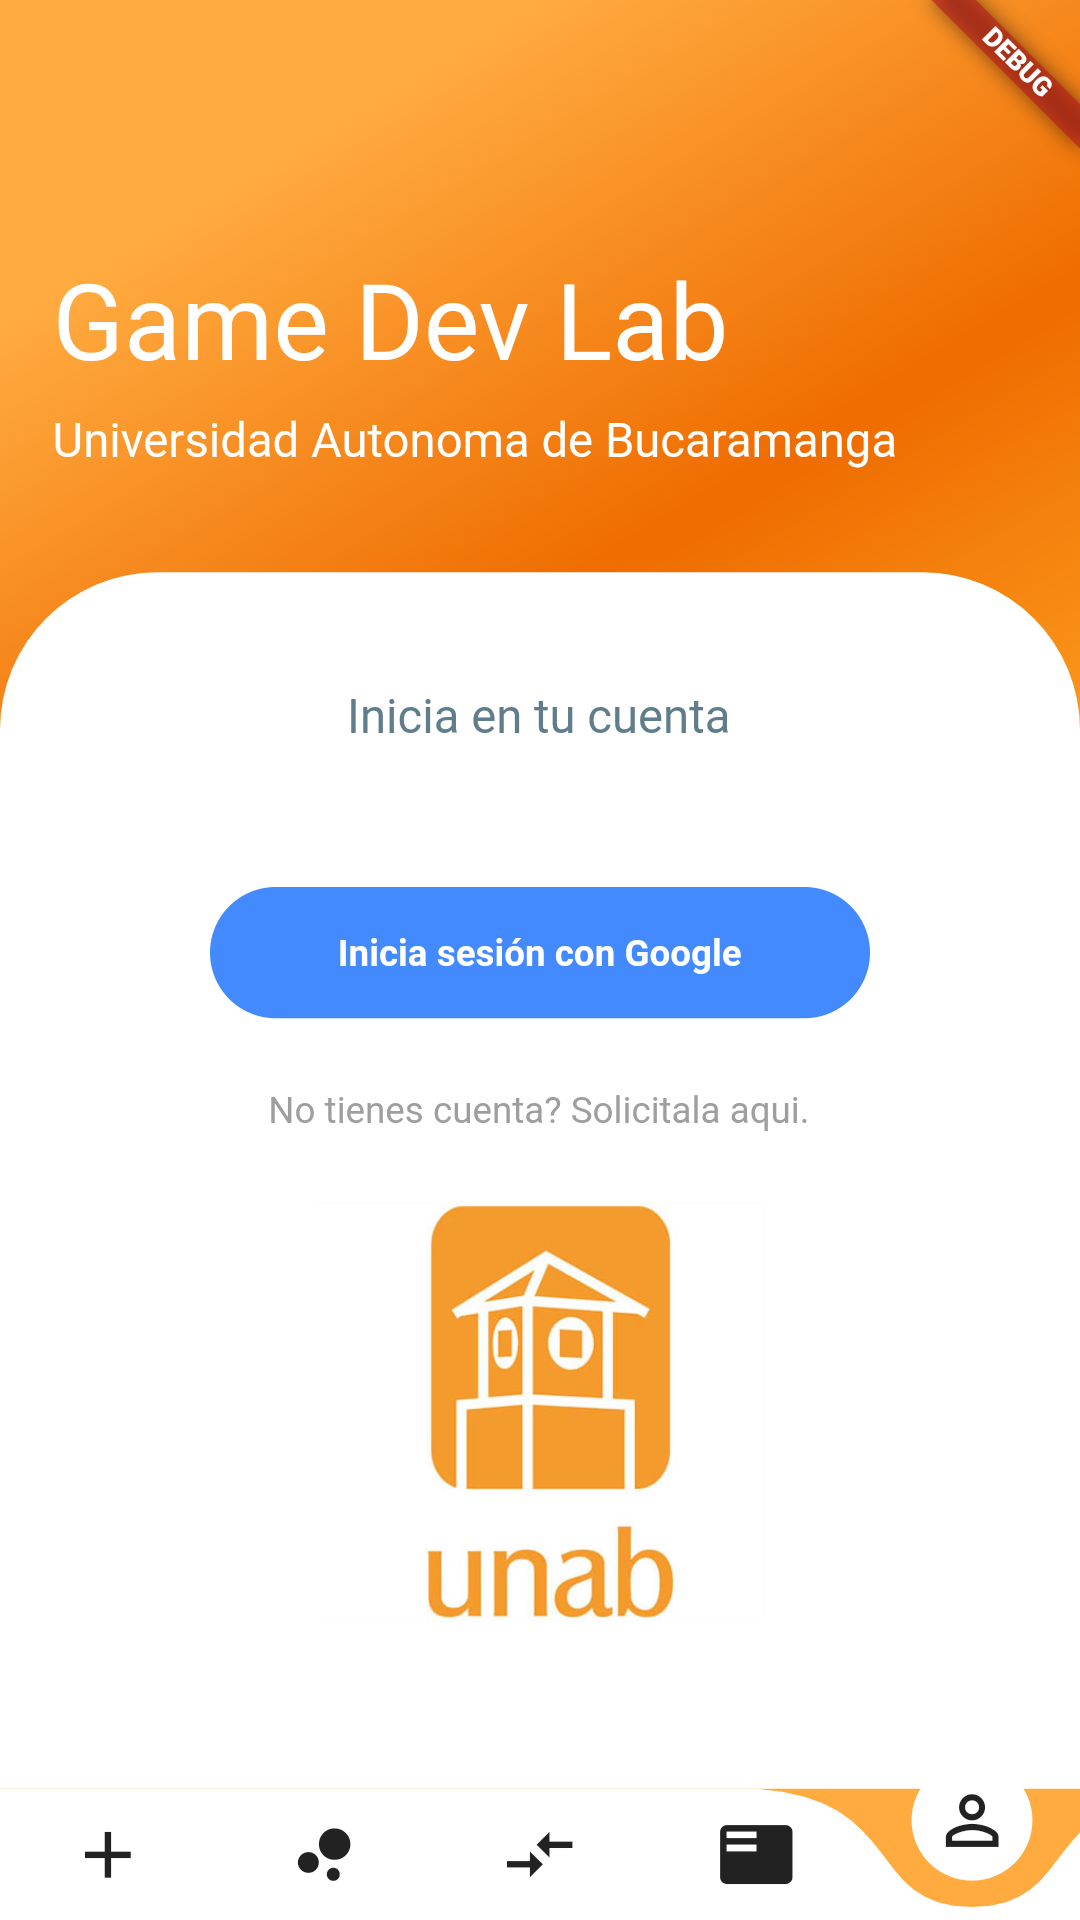 DEBUG
Game Dev Lab
Universidad Autonoma de Bucaramanga
Inicia en tu cuenta
Inicia sesión con Google
No tienes cuenta? Solicitala aqui.
unab